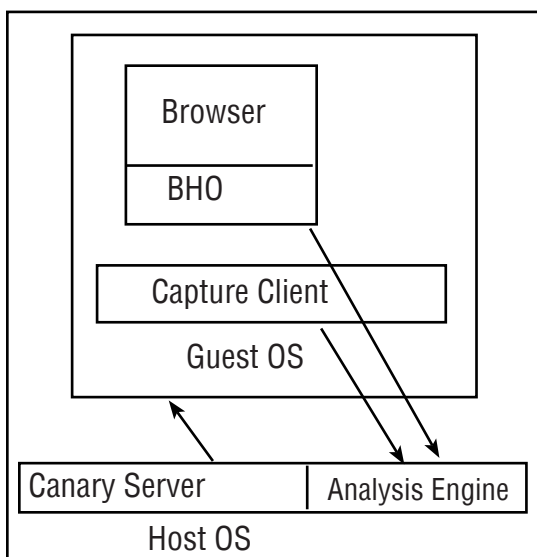 Browser
BHO
Capture Client
Guest OS
Canary Server
Analysis Engine
Host OS